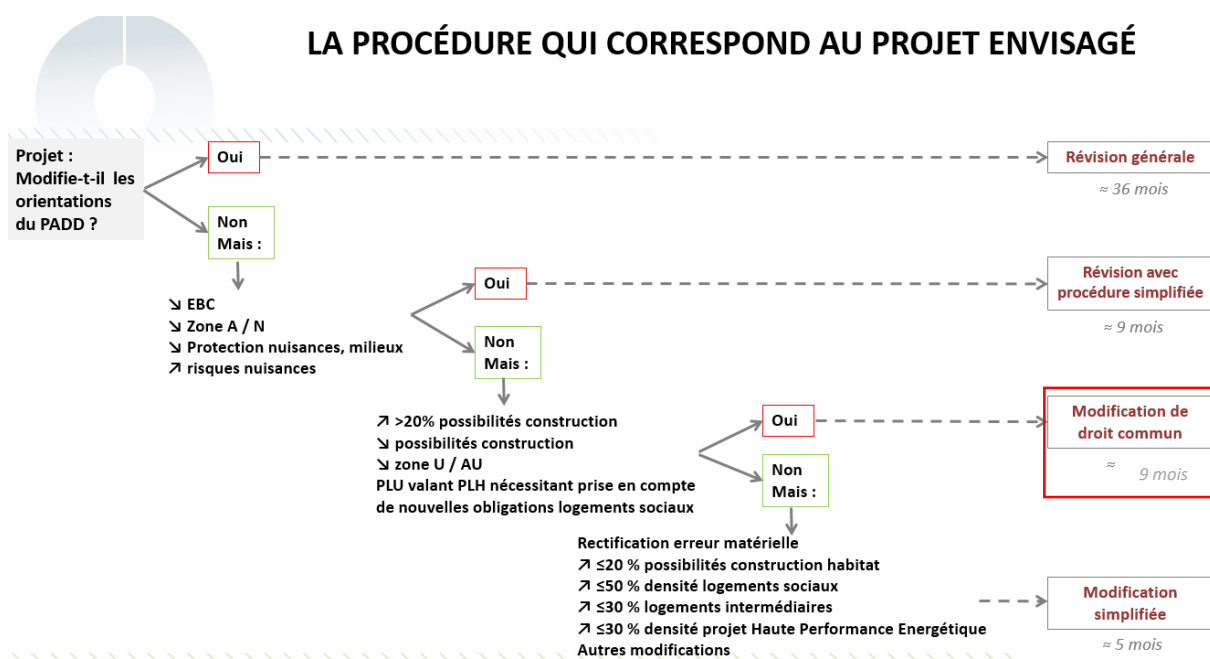 LA PROCÉDURE QUI CORRESPOND AU PROJET ENVISAGÉ
Projet :
Modifie-t-il les
orientations
du PADD ?
Oui
Révision générale
≈ 36 mois
Non
Mais :
↘ EBC
↘ Zone A / N
↘ Protection nuisances, milieux
↗ risques nuisances
Oui
Révision avec
procédure simplifiée
≈ 9 mois
Non
Mais :
↗ >20% possibilités construction
↘ possibilités construction
↘ zone U / AU
PLU valant PLH nécessitant prise en compte
de nouvelles obligations logements sociaux
Oui
Modification de
droit commun
≈ 9 mois
Non
Mais :
Rectification erreur matérielle
↗ ≤20 % possibilités construction habitat
↗ ≤50 % densité logements sociaux
↗ ≤30 % logements intermédiaires
↗ ≤30 % densité projet Haute Performance Energétique
Autres modifications
Modification
simplifiée
≈ 5 mois